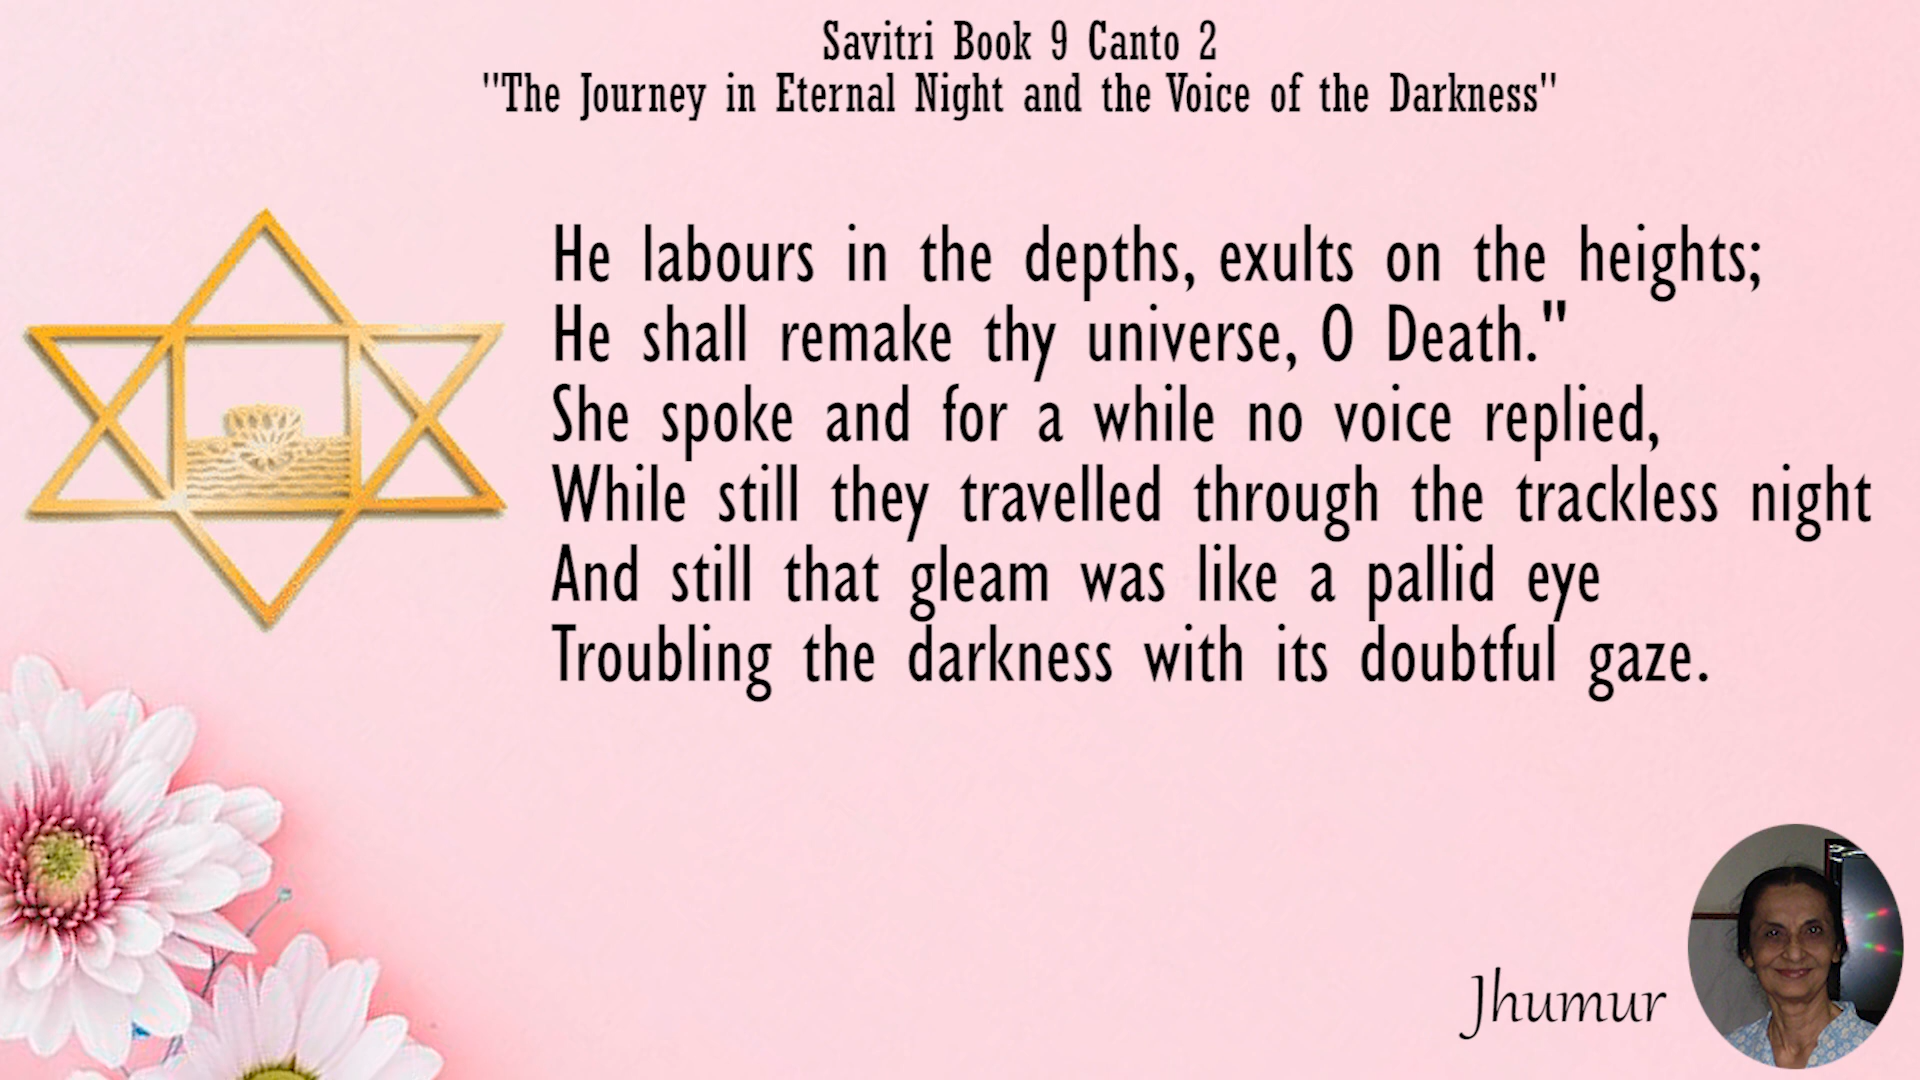 Savitri Book 9 Canto 2
"The Journey in Eternal Night and the Voice of the Darkness"
He labours in the depths, exults on the heights;
He shall remake thy universe, O Death."
She spoke and for a while no voice replied,
While still they travelled through the trackless night
And still that gleam was like a pallid eye
Troubling the darkness with its doubtful gaze.
Jhumur